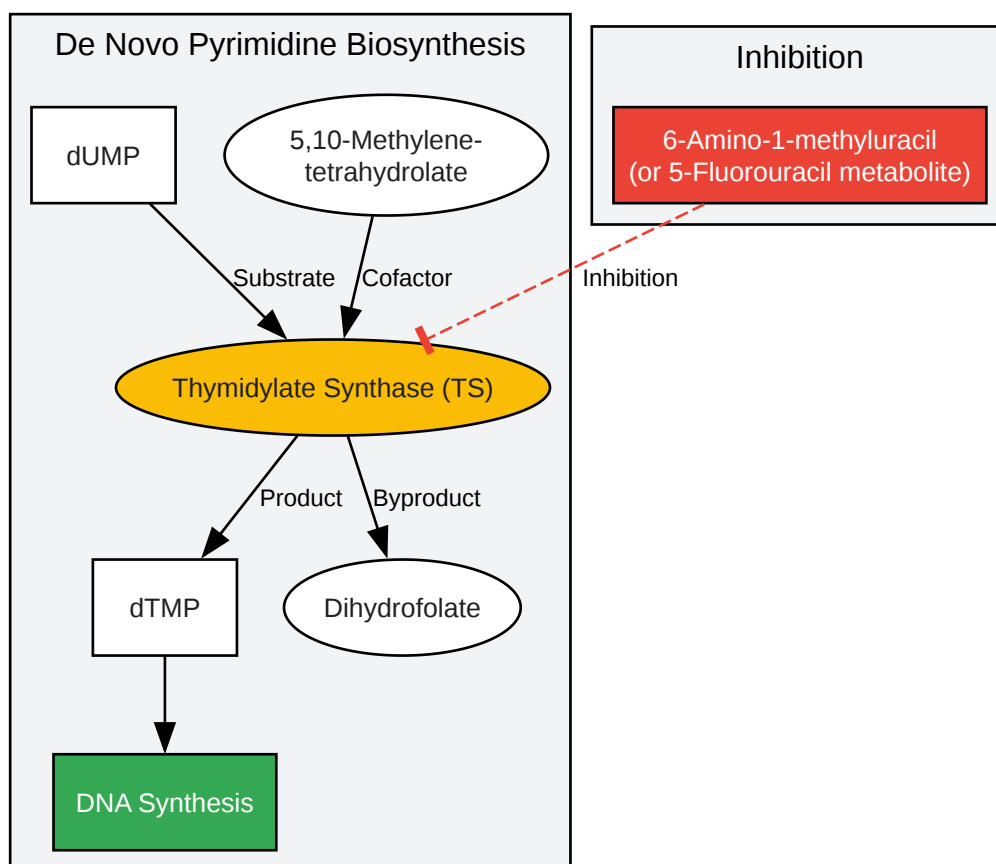 De Novo Pyrimidine Biosynthesis
Inhibition
dUMP
5,10-Methylene-
tetrahydrolate
6-Amino-1-methyluracil
(or 5-Fluorouracil metabolite)
Substrate
Cofactor
Inhibition
Thymidylate Synthase (TS)
Product
Byproduct
dTMP
Dihydrofolate
DNA Synthesis